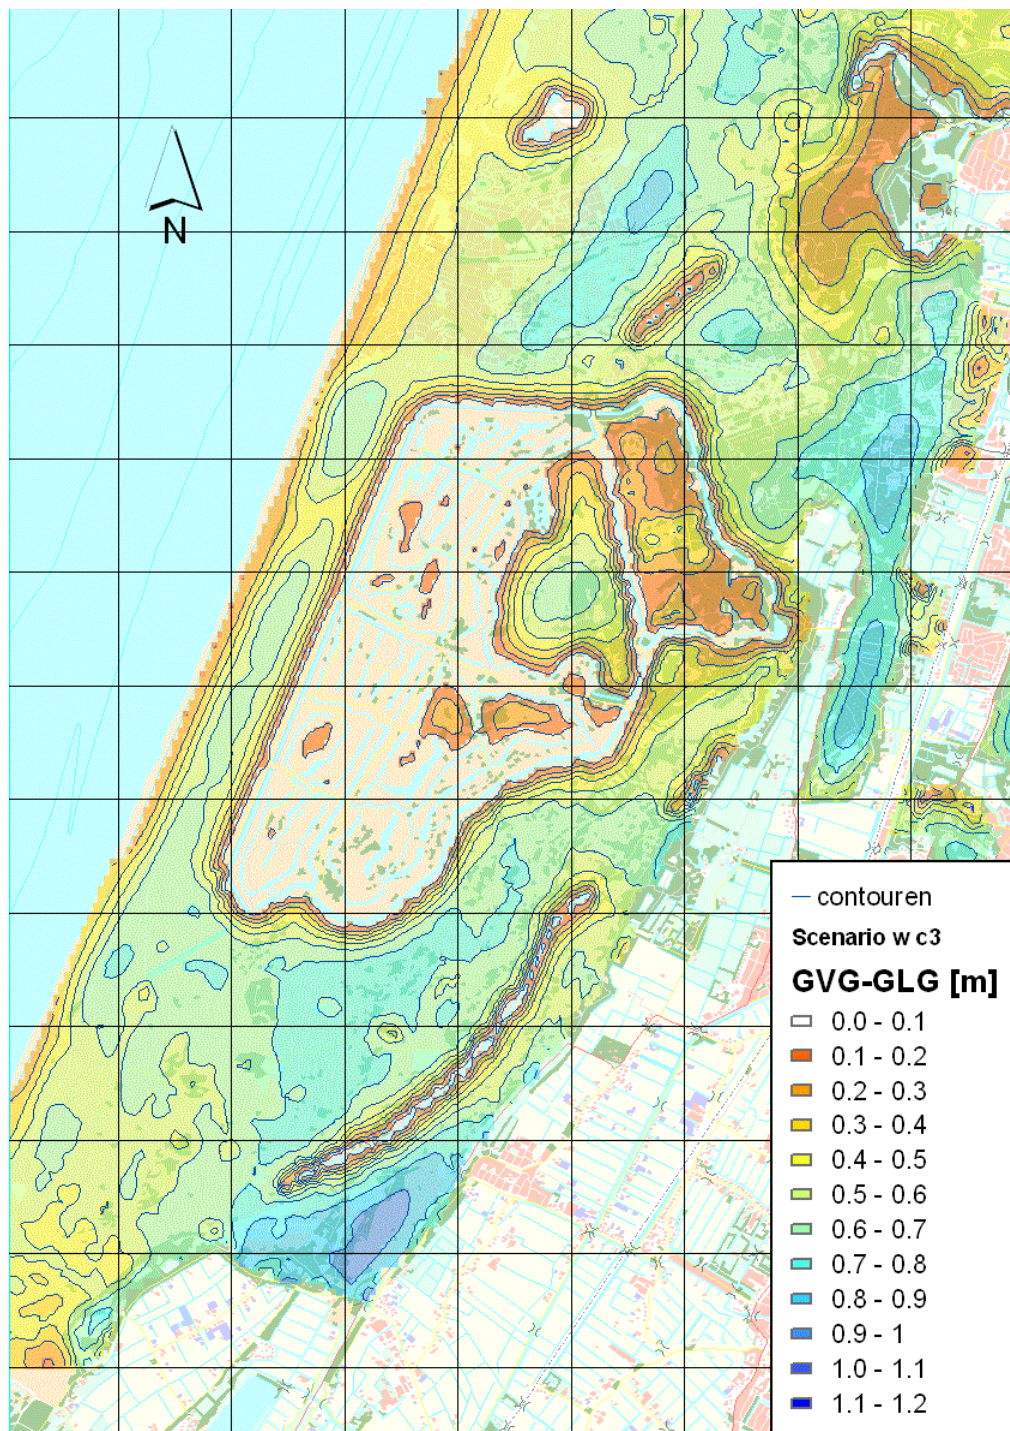 N
contouren
Scenario w c3
GVG-GLG [m]
0.0 - 0.1
0.1 - 0.2
0.2 - 0.3
0.3 - 0.4
0.4 - 0.5
0.5 - 0.6
0.6 - 0.7
0.7 - 0.8
0.8 - 0.9
0.9 - 1
1.0 - 1.1
1.1 - 1.2